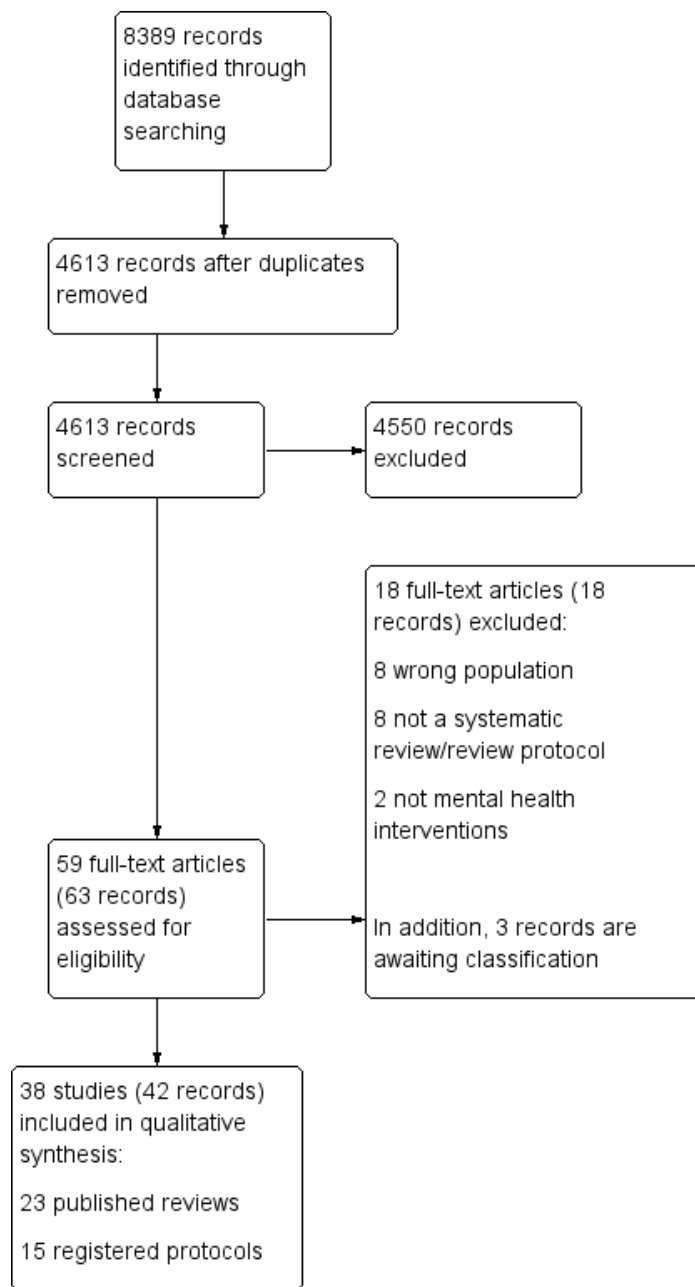 8389 records
identified through
database
searching
4613 records after duplicates
removed
4613 records
screened
4550 records
excluded
18 full-text articles (18
records) excluded:
8 wrong population
8 not a systematic
review/review protocol
2 not mental health
interventions
In addition, 3 records are
awaiting classification
59 full-text articles
(63 records)
assessed for
eligibility
38 studies (42 records)
included in qualitative
synthesis:
23 published reviews
15 registered protocols